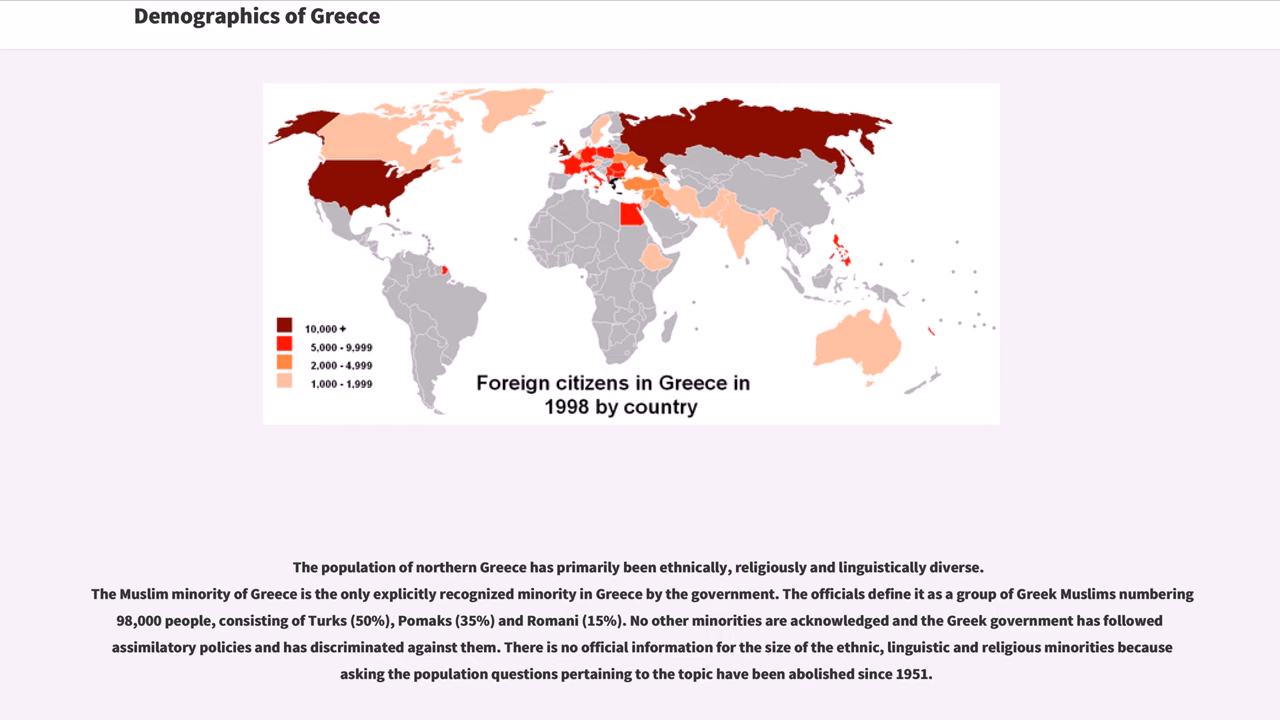 Demographics of Greece
10,000 +
5,000 - 9,999
2,000 - 4,999
1,000 - 1,999
Foreign citizens in Greece in
1998 by country
The population of northern Greece has primarily been ethnically, religiously and linguistically diverse.
The Muslim minority of Greece is the only explicitly recognized minority in Greece by the government. The officials define it as a group of Greek Muslims numbering
98,000 people, consisting of Turks (50%), Pomaks (35%) and Romani (15%). No other minorities are acknowledged and the Greek government has followed
assimilatory policies and has discriminated against them. There is no official information for the size of the ethnic, linguistic and religious minorities because
asking the population questions pertaining to the topic have been abolished since 1951.